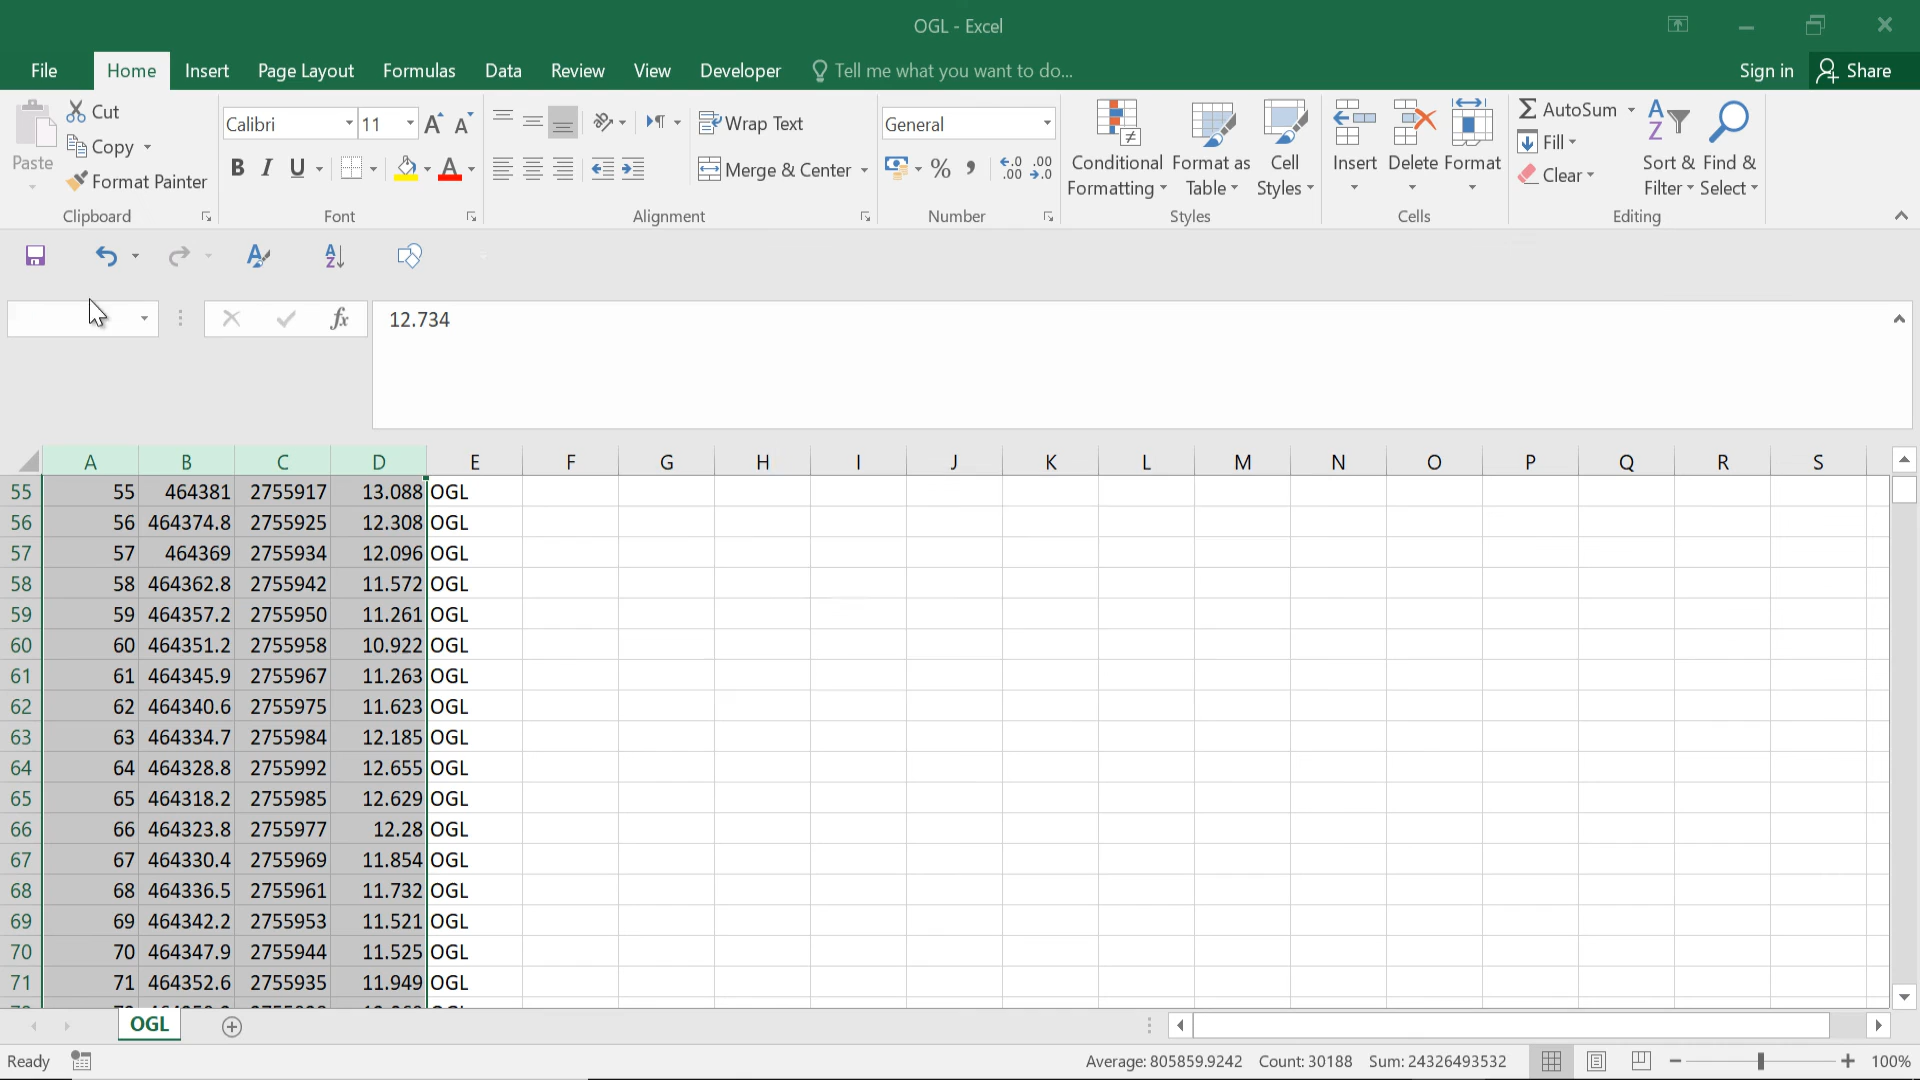 OGL - Excel
File Home Insert Page Layout Formulas Data Review View Developer Tell me what you want to do... Sign in Share
Paste Cut Copy Format Painter Clipboard
Calibri 11 A A B I U A Font
Wrap Text Merge & Center Alignment
General % , .00 .0 .00 .0 Number
Conditional Formatting Format as Table Cell Styles Styles
Insert Delete Format Cells
AutoSum Fill Clear Sort & Filter Find & Select Editing
fx 12.734
A B C D E F G H I J K L M N O P Q R S
55 55 464381 2755917 13.088 OGL
56 56 464374.8 2755925 12.308 OGL
57 57 464369 2755934 12.096 OGL
58 58 464362.8 2755942 11.572 OGL
59 59 464357.2 2755950 11.261 OGL
60 60 464351.2 2755958 10.922 OGL
61 61 464345.9 2755967 11.263 OGL
62 62 464340.6 2755975 11.623 OGL
63 63 464334.7 2755984 12.185 OGL
64 64 464328.8 2755992 12.655 OGL
65 65 464318.2 2755985 12.629 OGL
66 66 464323.8 2755977 12.28 OGL
67 67 464330.4 2755969 11.854 OGL
68 68 464336.5 2755961 11.732 OGL
69 69 464342.2 2755953 11.521 OGL
70 70 464347.9 2755944 11.525 OGL
71 71 464352.6 2755935 11.949 OGL
OGL
Ready Average: 805859.9242 Count: 30188 Sum: 24326493532 100%